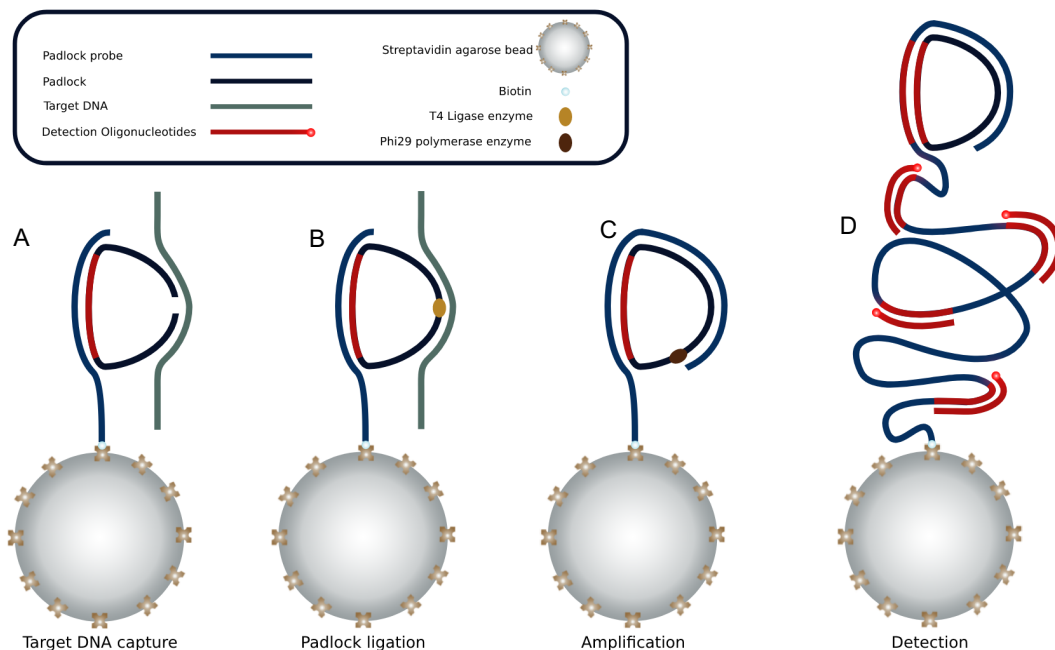 Padlock probe
Padlock
Target DNA
Detection Oligonucleotides
Streptavidin agarose bead
Biotin
T4 Ligase enzyme
Phi29 polymerase enzyme
A
B
C
D
Target DNA capture
Padlock ligation
Amplification
Detection